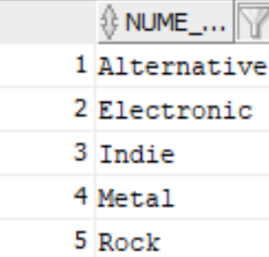 NUME_...
1 Alternative
2 Electronic
3 Indie
4 Metal
5 Rock